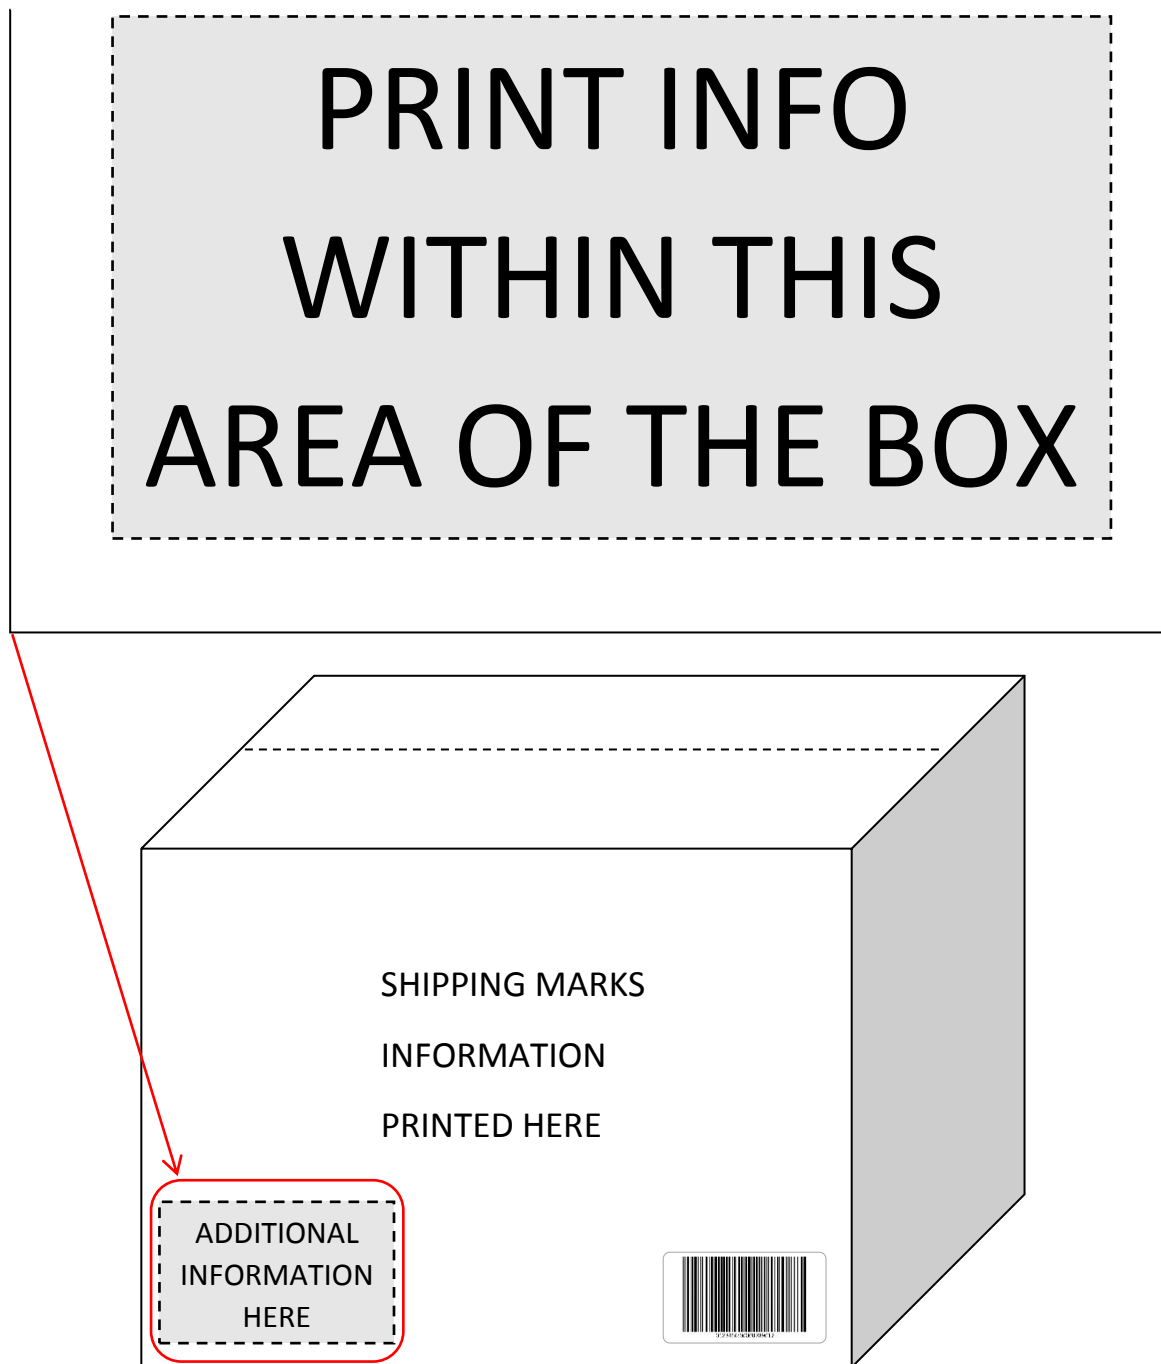 PRINT INFO
WITHIN THIS
AREA OF THE BOX
SHIPPING MARKS
INFORMATION
PRINTED HERE
ADDITIONAL
INFORMATION
HERE